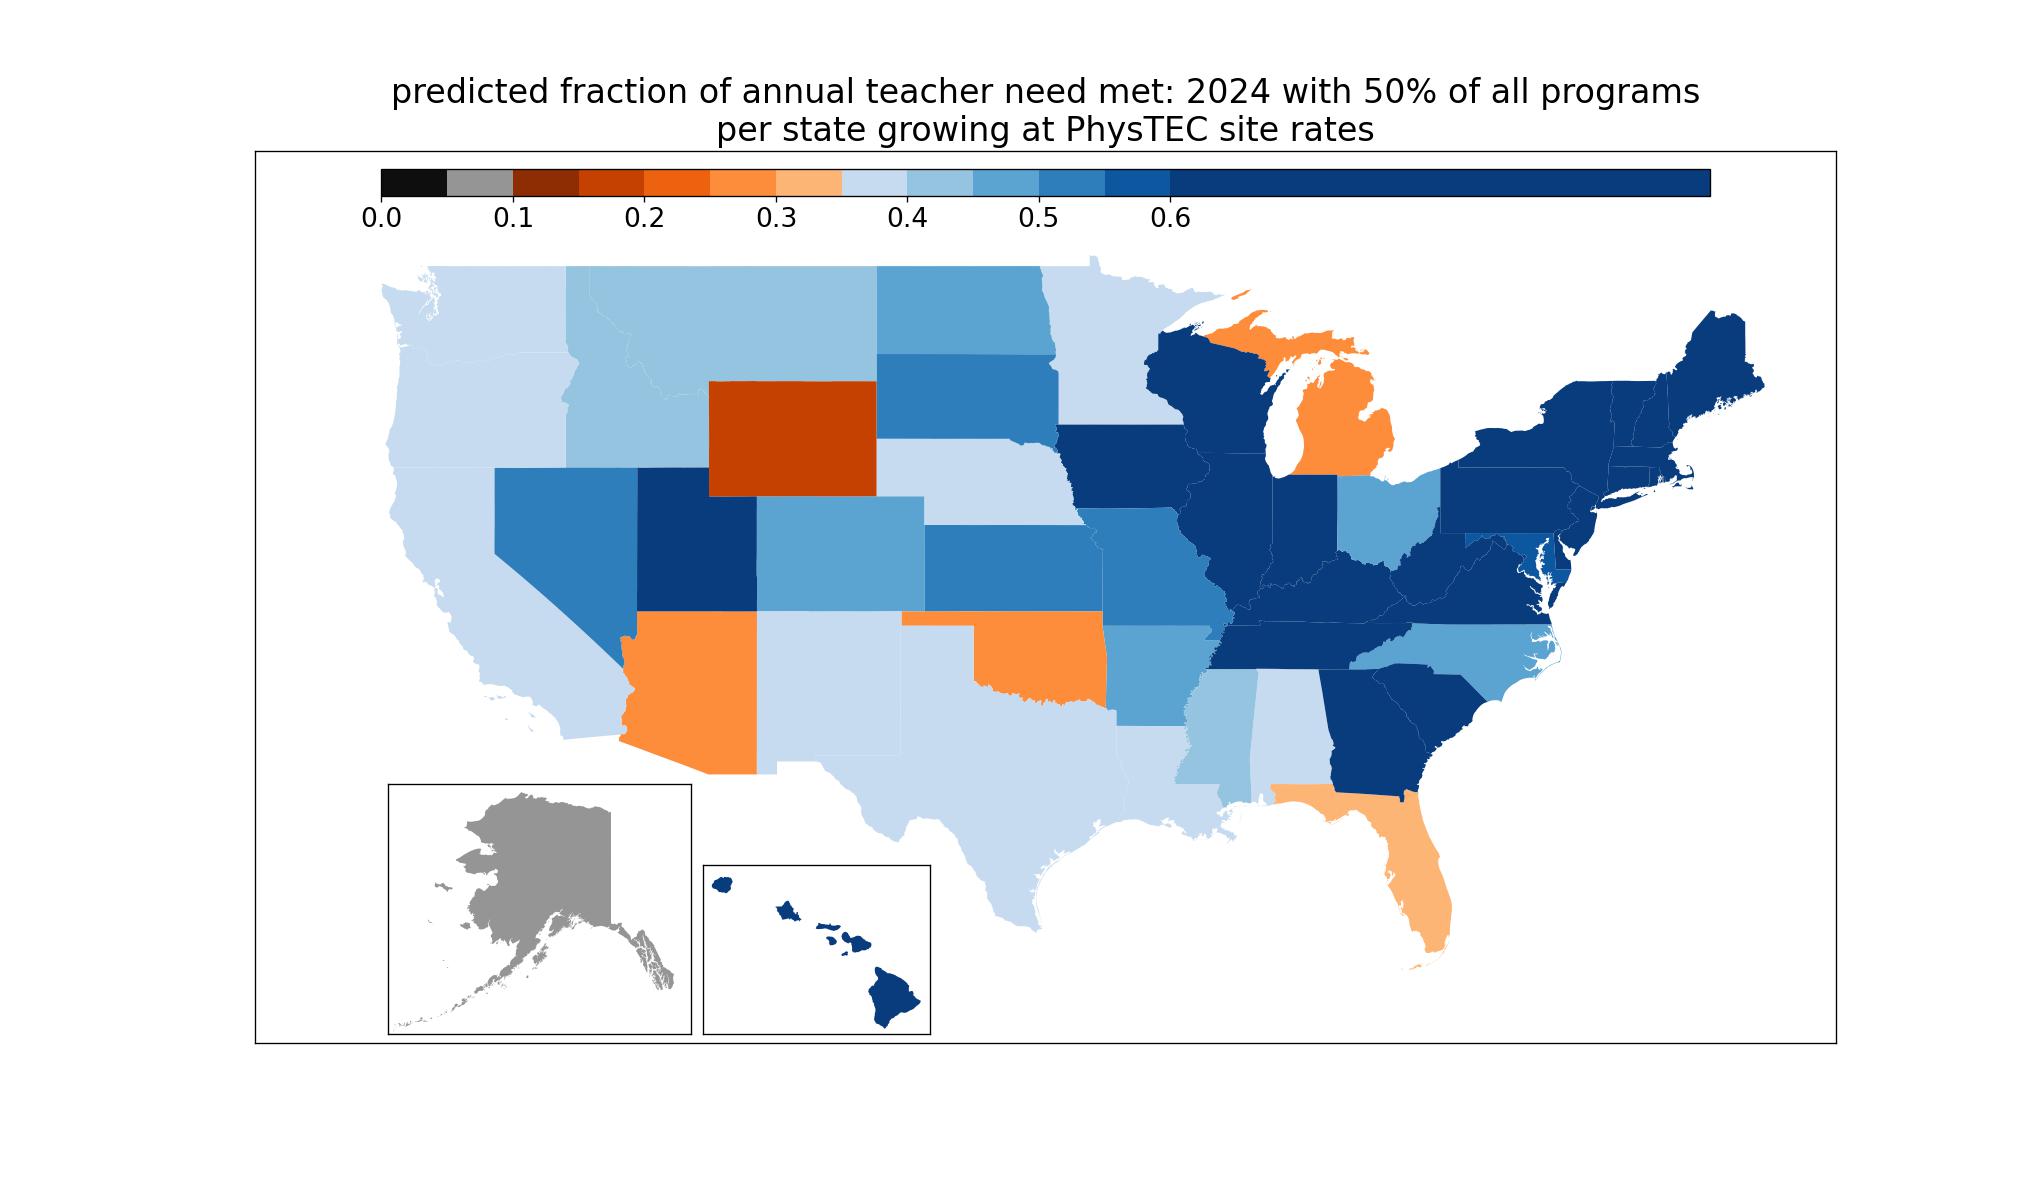 predicted fraction of annual teacher need met: 2024 with 50% of all programs
per state growing at PhysTEC site rates
0.0 0.1 0.2 0.3 0.4 0.5 0.6